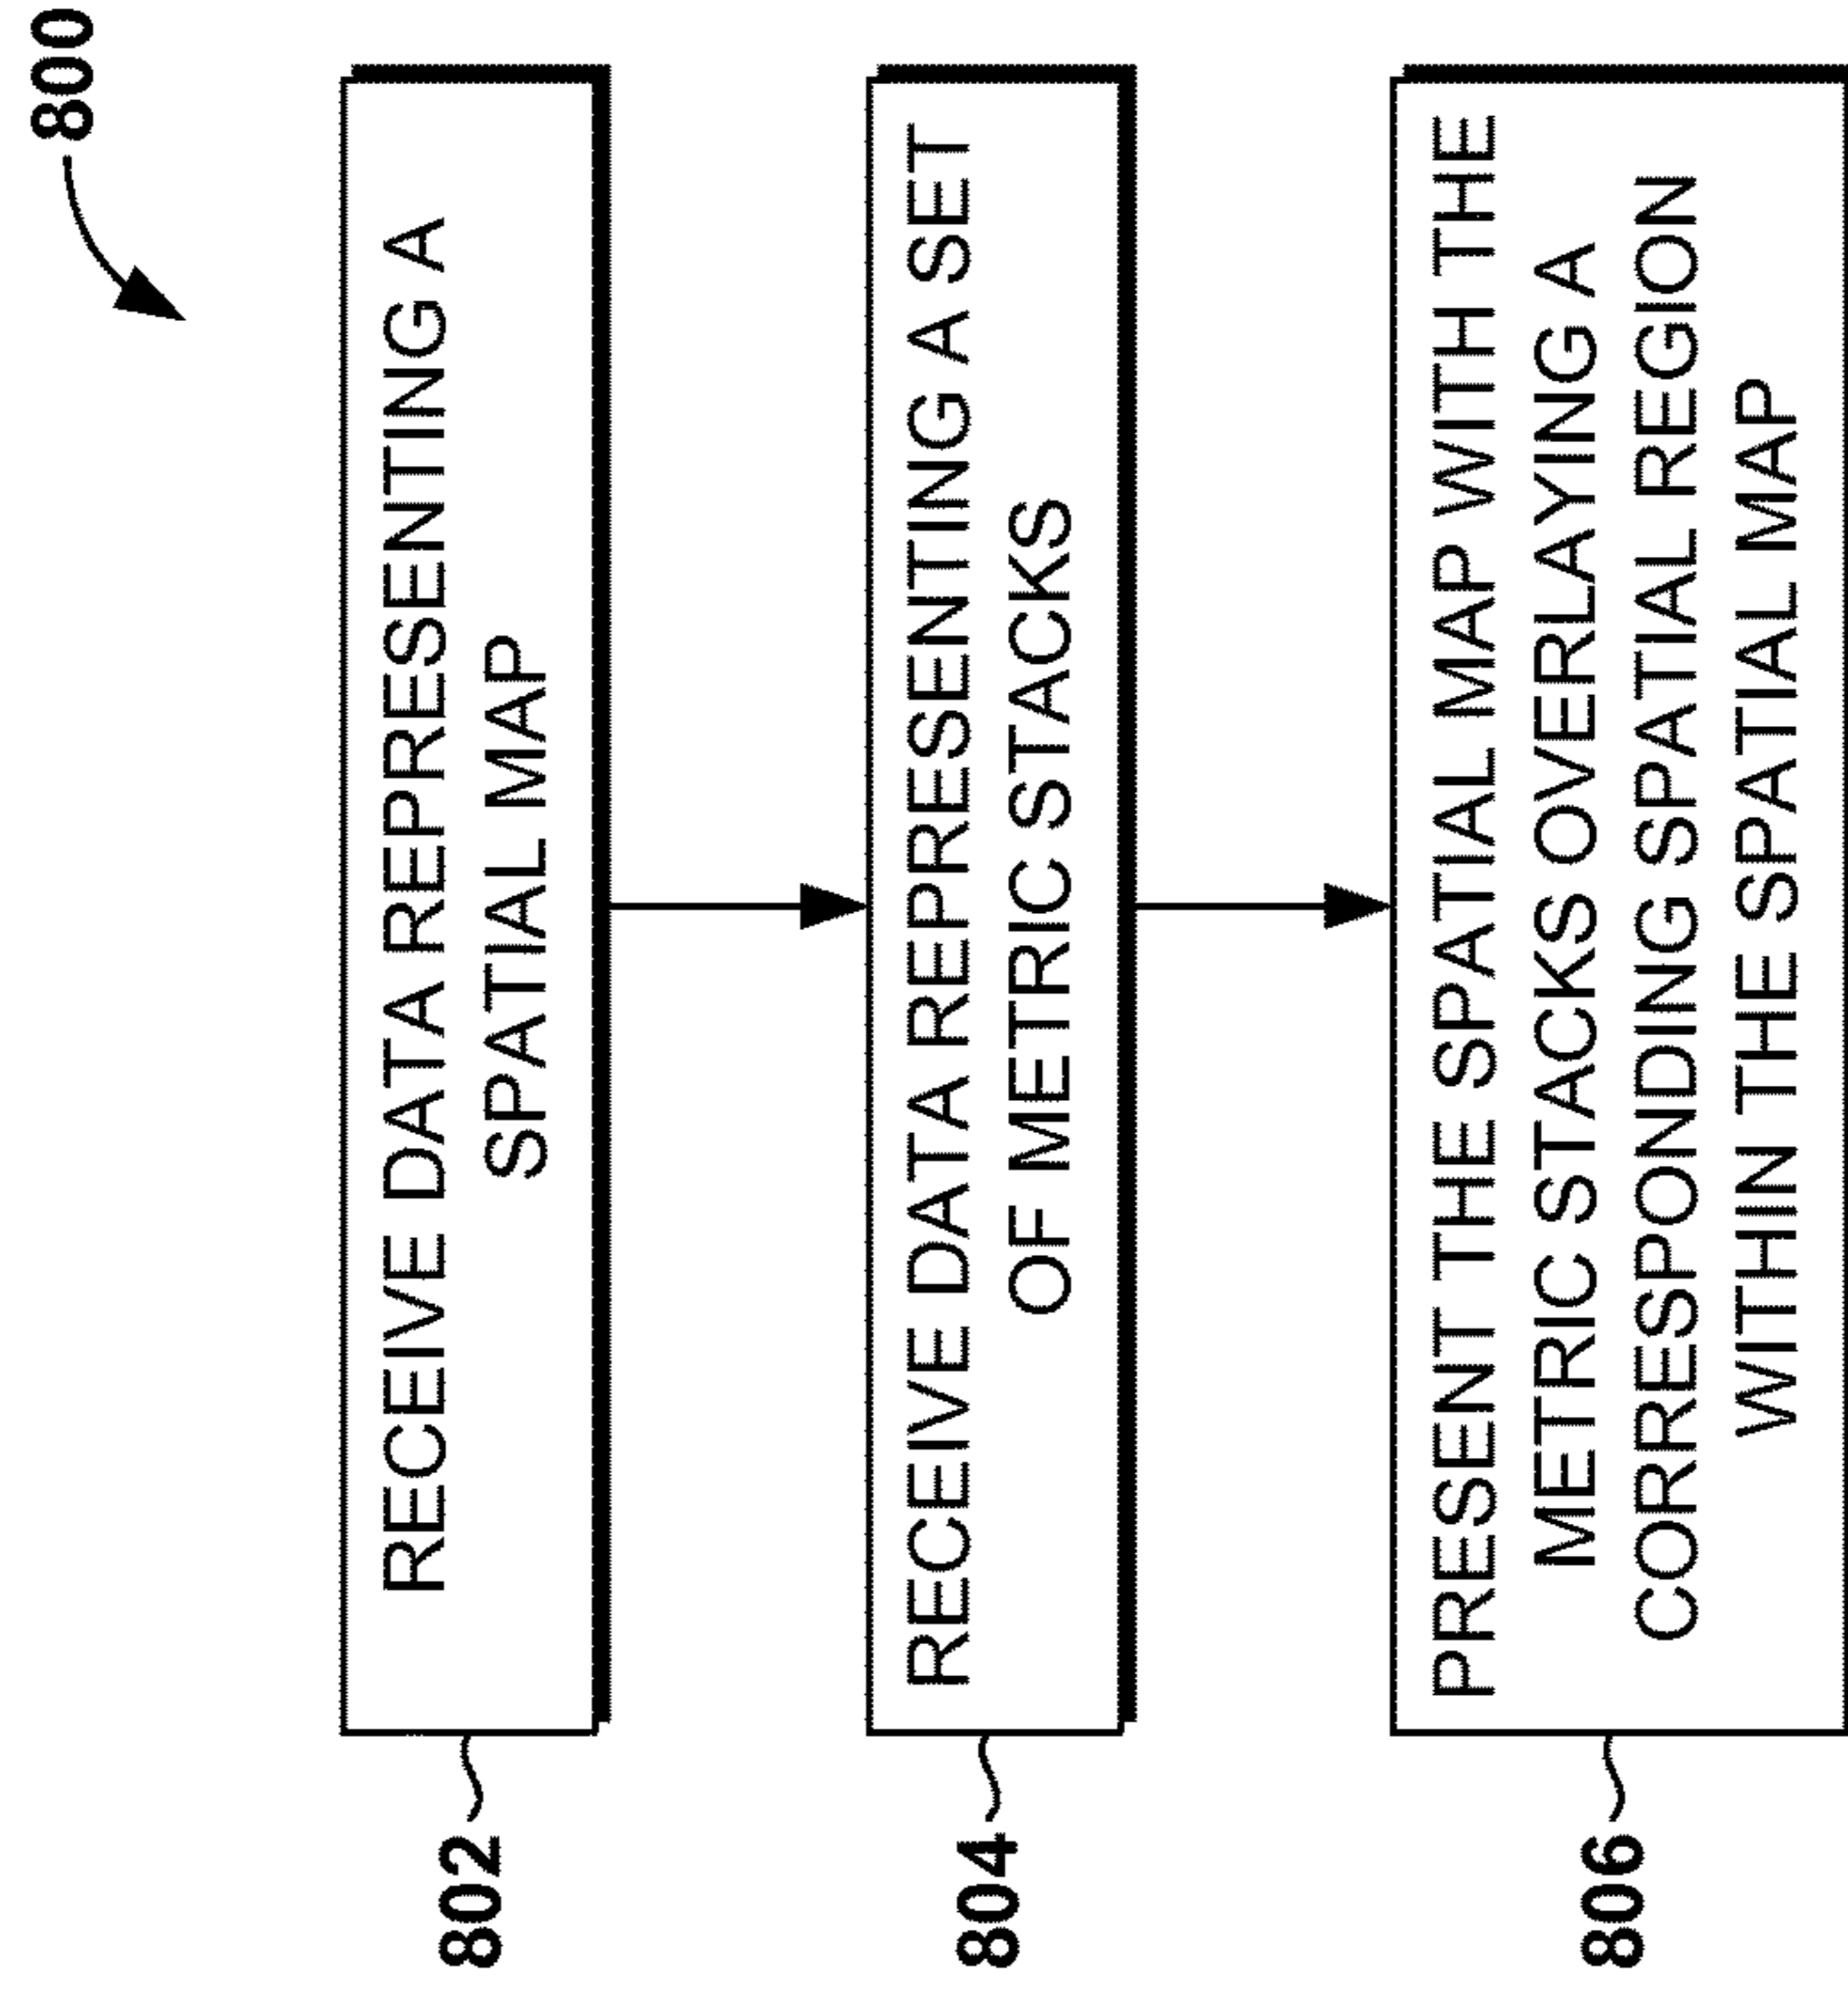 800
802
RECEIVE DATA REPRESENTING A
SPATIAL MAP
804
RECEIVE DATA REPRESENTING A SET
OF METRIC STACKS
806
PRESENT THE SPATIAL MAP WITH THE
METRIC STACKS OVERLAYING A
CORRESPONDING SPATIAL REGION
WITHIN THE SPATIAL MAP